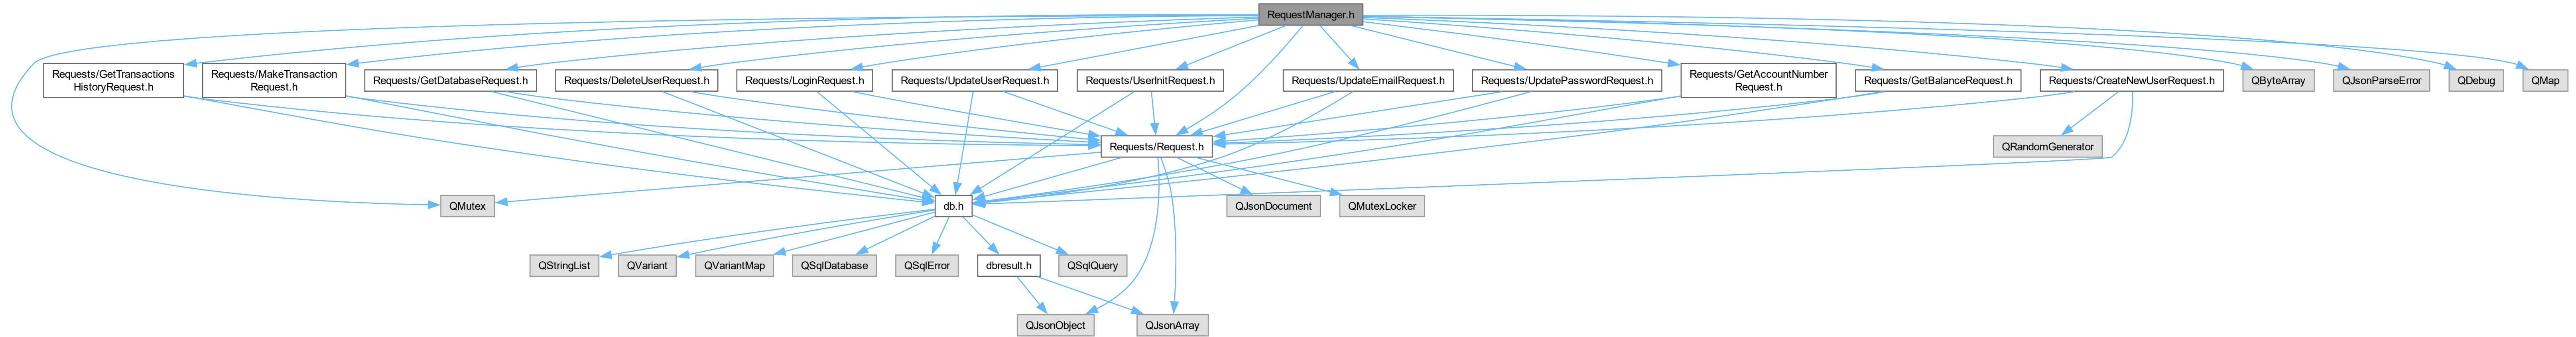 RequestManager.h
Requests/GetTransactions
HistoryRequest.h
Requests/MakeTransaction
Request.h
Requests/GetDatabaseRequest.h
Requests/DeleteUserRequest.h
Requests/LoginRequest.h
Requests/UpdateUserRequest.h
Requests/UserInitRequest.h
Requests/UpdateEmailRequest.h
Requests/UpdatePasswordRequest.h
Requests/GetAccountNumber
Request.h
Requests/GetBalanceRequest.h
Requests/CreateNewUserRequest.h
QByteArray
QJsonParseError
QDebug
QMap
Requests/Request.h
QRandomGenerator
QMutex
db.h
QJsonDocument
QMutexLocker
QStringList
QVariant
QVariantMap
QSqlDatabase
QSqlError
dbresult.h
QSqlQuery
QJsonObject
QJsonArray